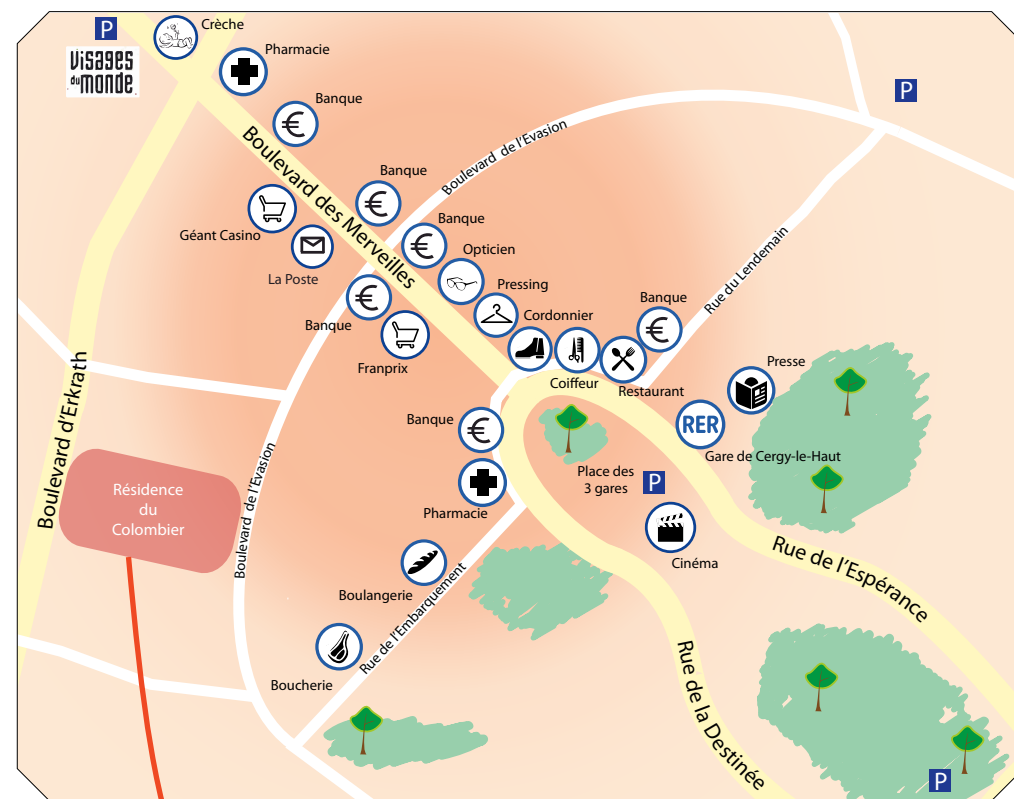 P
Crèche
VISAGES
DU MONDE
Pharmacie
Banque
P
Boulevard de l'Evasion
Boulevard des Merveilles
Banque
Géant Casino
La Poste
Banque
Opticien
Pressing
Cordonnier
Banque
Rue du Lendemain
Banque
Franprix
Coiffeur
Restaurant
Presse
RER
Gare de Cergy-le-Haut
Boulevard d'Erkrath
Banque
Pharmacie
Place des
3 gares
P
Cinéma
Résidence
du
Colombier
Boulevard de l'Evasion
Boulangerie
Rue de l'Embarquement
Boucherie
Rue de l'Espérance
Rue de la Destinée
P